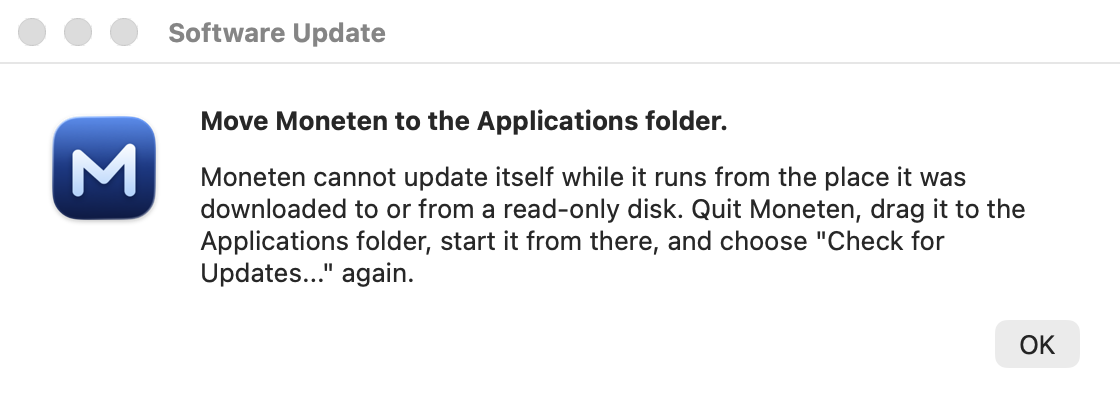 Software Update
Move Moneten to the Applications folder.
Moneten cannot update itself while it runs from the place it was
downloaded to or from a read-only disk. Quit Moneten, drag it to the
Applications folder, start it from there, and choose "Check for
Updates..." again.
OK